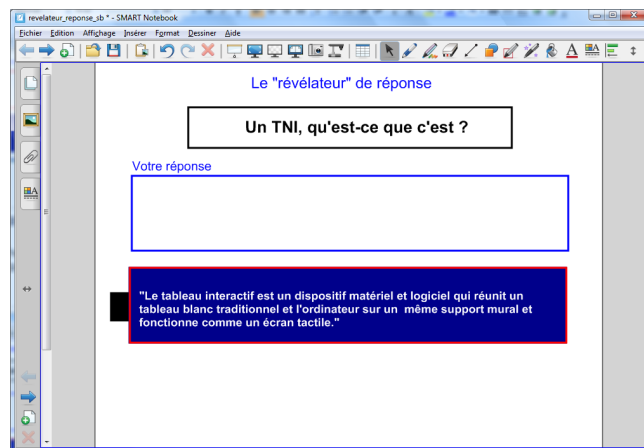 revelateur_reponse_sb * - SMART Notebook
Fichier Edition Affichage Insérer Format Dessiner Aide
Le "révélateur" de réponse
Un TNI, qu'est-ce que c'est ?
Votre réponse
"Le tableau interactif est un dispositif matériel et logiciel qui réunit un
tableau blanc traditionnel et l'ordinateur sur un même support mural et
fonctionne comme un écran tactile."